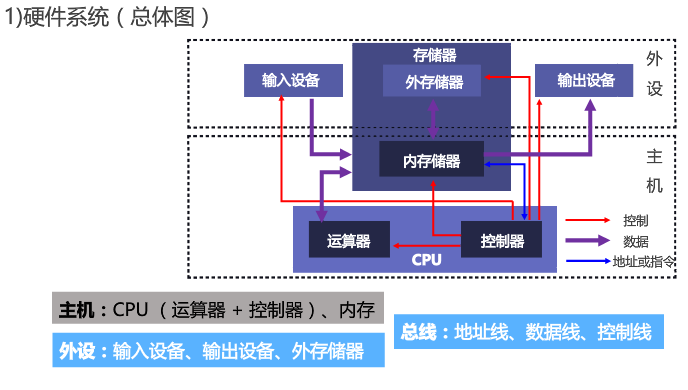 1)硬件系统（总体图）
存储器
外设
输入设备
外存储器
输出设备
内存储器
主机
运算器
控制器
CPU
控制
数据
地址或指令
主机：CPU（运算器 + 控制器）、内存
总线：地址线、数据线、控制线
外设：输入设备、输出设备、外存储器